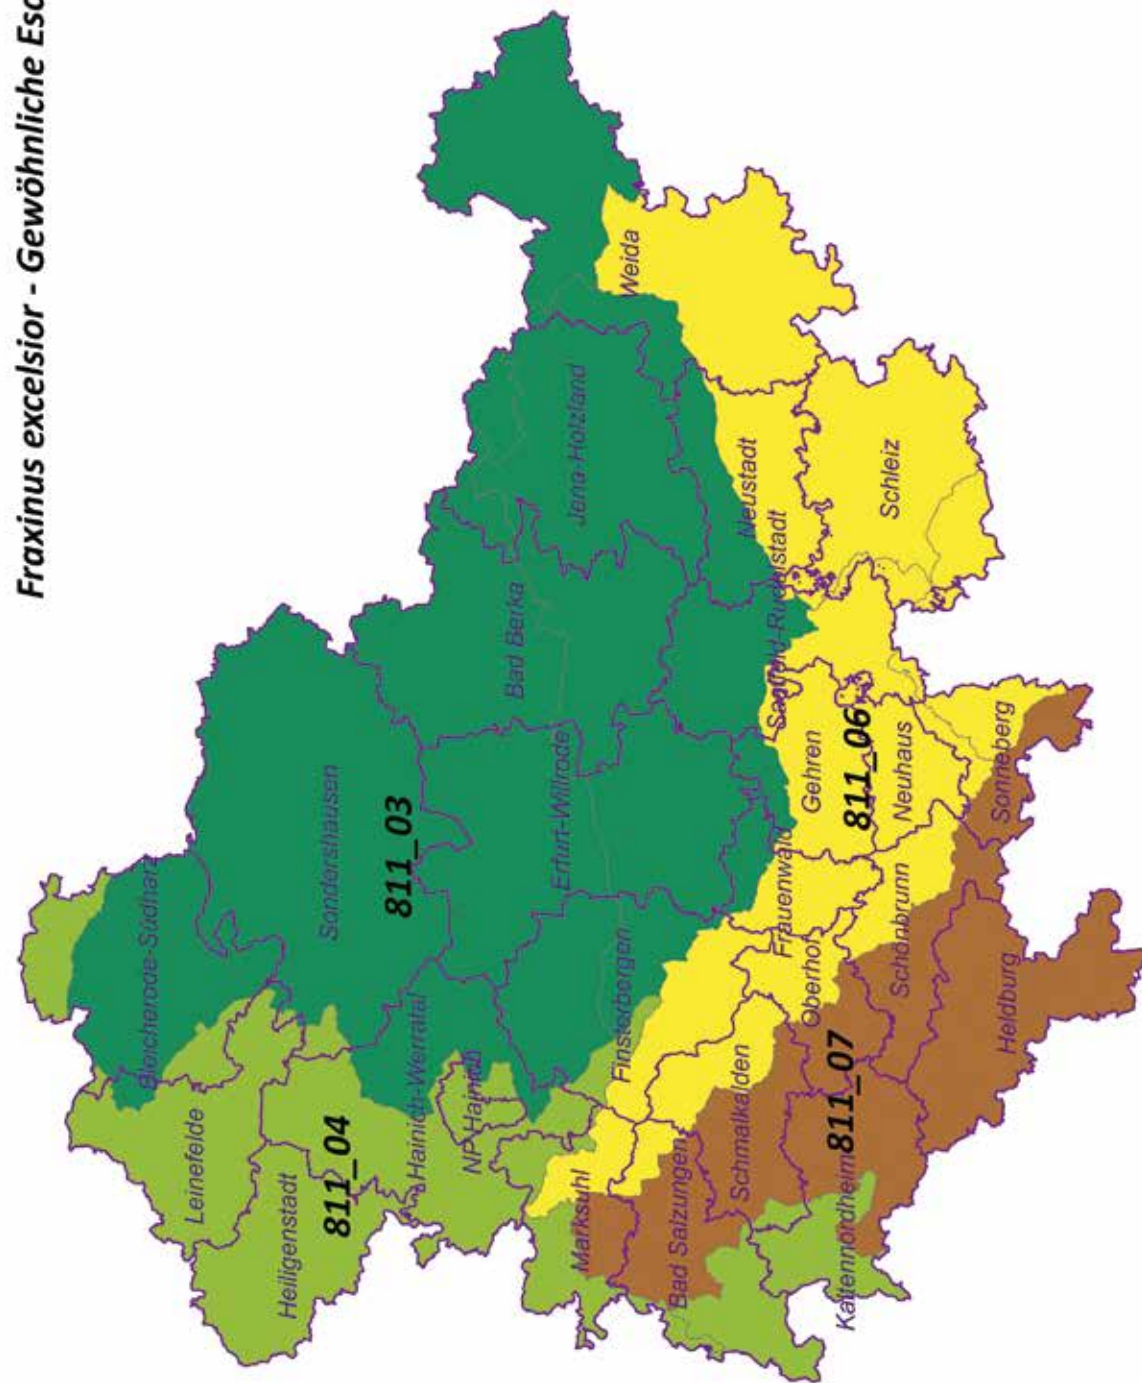 Fraxinus excelsior - Gewöhnliche Esc
Bleicherode-Südharz
Leinefelde
Heiligenstadt
811_04
Sondershausen
811_03
Hainich-Werratal
NP Hainich
Bad Berka
Jena-Holzland
Erfurt-Willrode
Finsterbergen
Weida
Marksuhl
Bad Salzungen
Schmalkalden
Oberhof
Frauenwald
Gehren
811_06
Saalfeld-Rudolstadt
Neustadt
Schleiz
Neuhaus
Schönbrunn
Sonneberg
Heldburg
811_07
Kaltennordheim